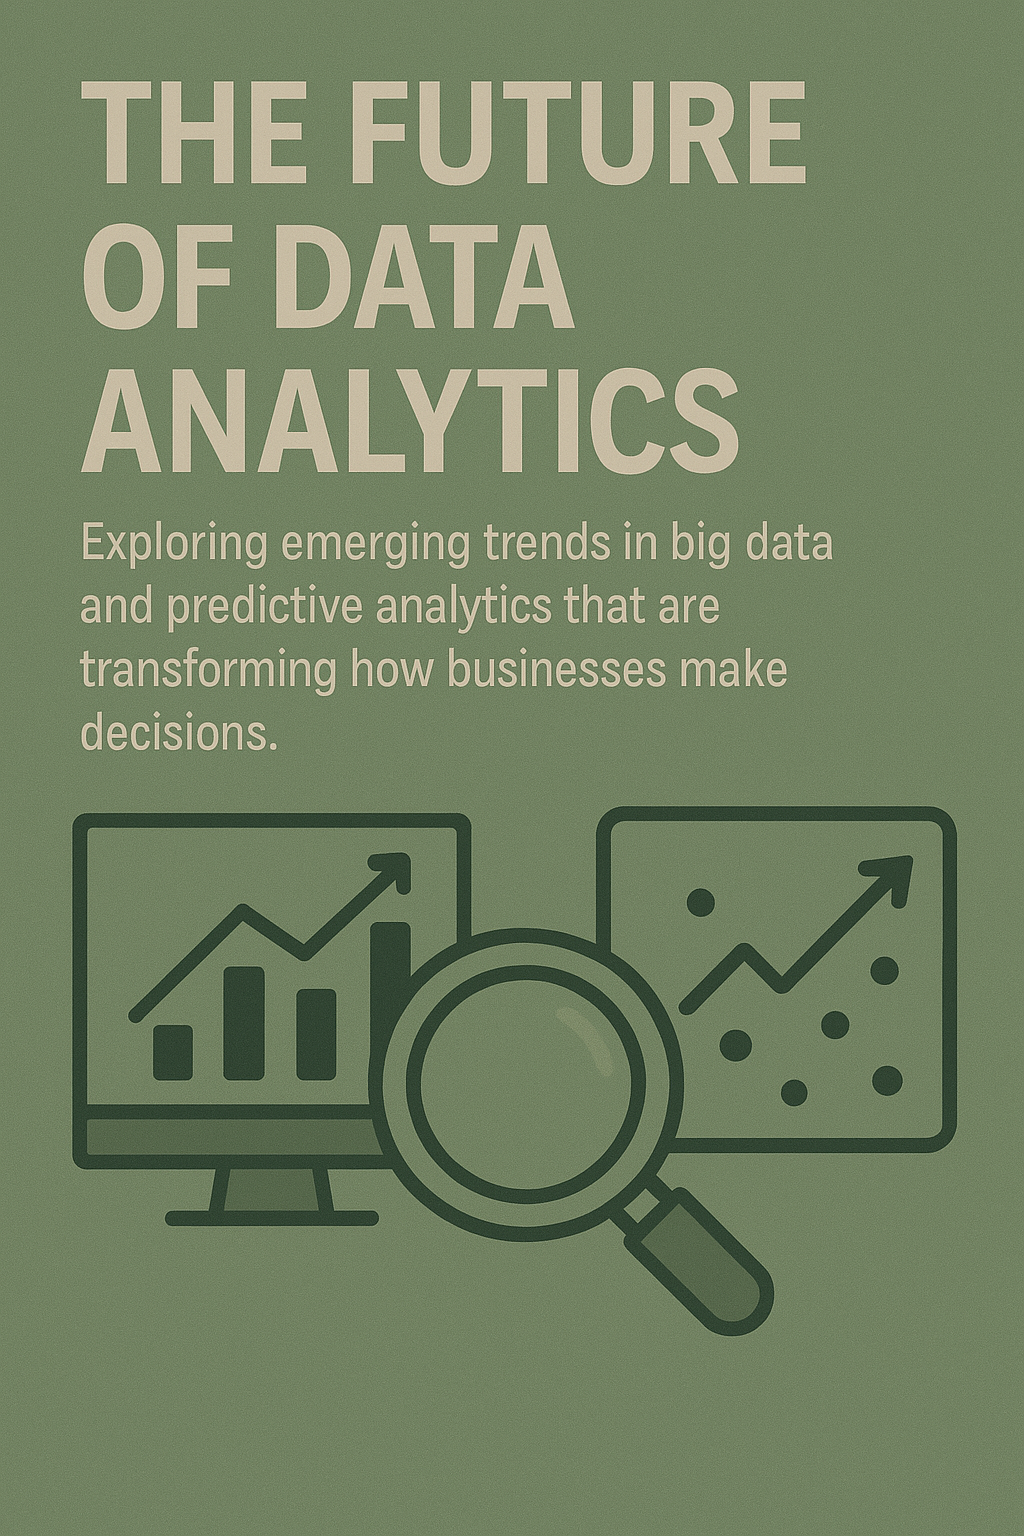 THE FUTURE
OF DATA
ANALYTICS
Exploring emerging trends in big data
and predictive analytics that are
transforming how businesses make
decisions.